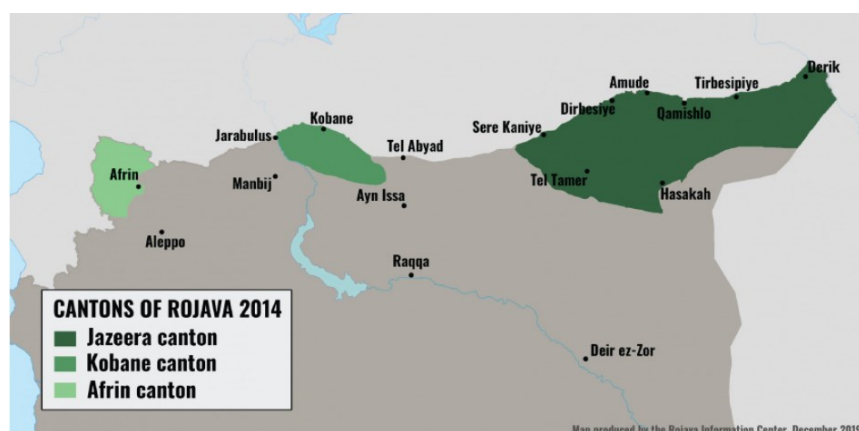 Derik
Amude
Tirbesipiye
Dirbesiye
Qamishlo
Kobane
Sere Kaniye
Jarabulus
Tel Abyad
Afrin
Manbij
Tel Tamer
Hasakah
Ayn Issa
Aleppo
Raqqa
CANTONS OF ROJAVA 2014
Jazeera canton
Kobane canton
Afrin canton
Deir ez-Zor
Map produced by the Rojava Information Center, December 2019